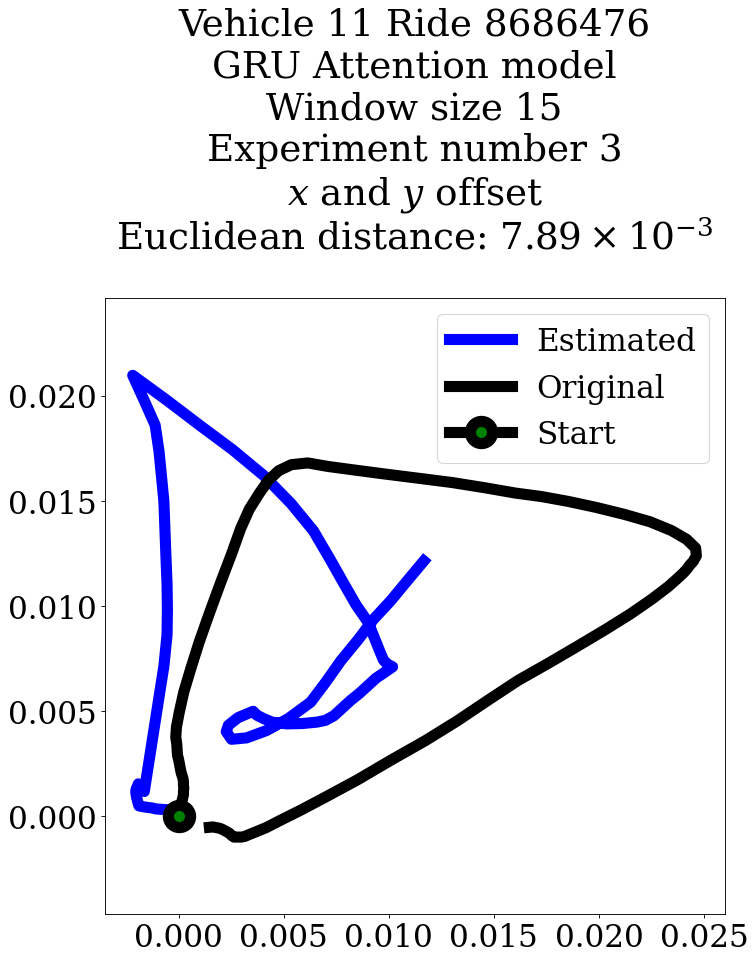 Vehicle 11 Ride 8686476
GRU Attention model
Window size 15
Experiment number 3
x and y offset
Euclidean distance: 7.89 × 10⁻³
Estimated
Original
Start
0.020
0.015
0.010
0.005
0.000
0.000 0.005 0.010 0.015 0.020 0.025